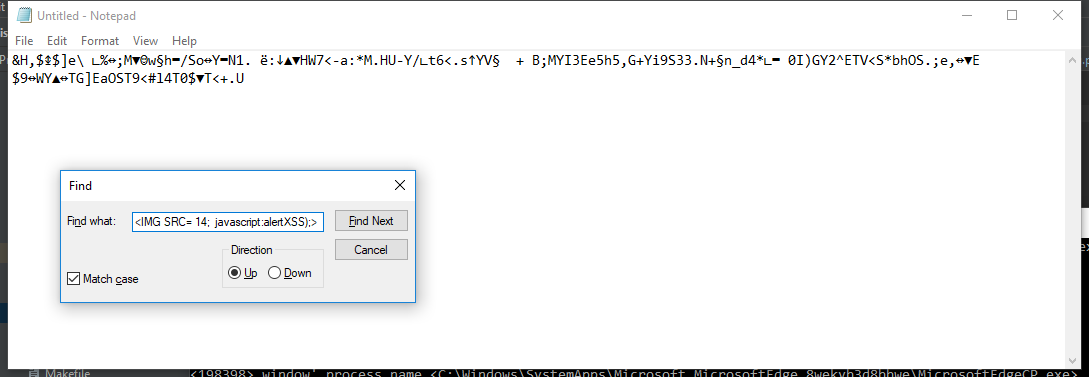 Untitled - Notepad
File Edit Format View Help
&H,$‡$]e\ ∟%↔;M▼Θw§h=/So↔Y=N1. ë:↓▲▼HW7<-a:*M.HU-Y/∟t6<.s↑YV§ + B;MYI3Ee5h5,G+Yi9S33.N+§n_d4*∟= 0I)GY2^ETV<S*bhOS.;e,↔▼E
$9↔WY▲↔TG]EaOST9<#l4T0$▼T<+.U
Find
Find what: <IMG SRC= 14; javascript:alertXSS);> Find Next
Direction Cancel
Up Down
Match case
Makefile
<198398> window' process name <C:\Windows\SystemApps\Microsoft.MicrosoftEdge_8wekyb3d8bbwe\MicrosoftEdgeCP.exe>